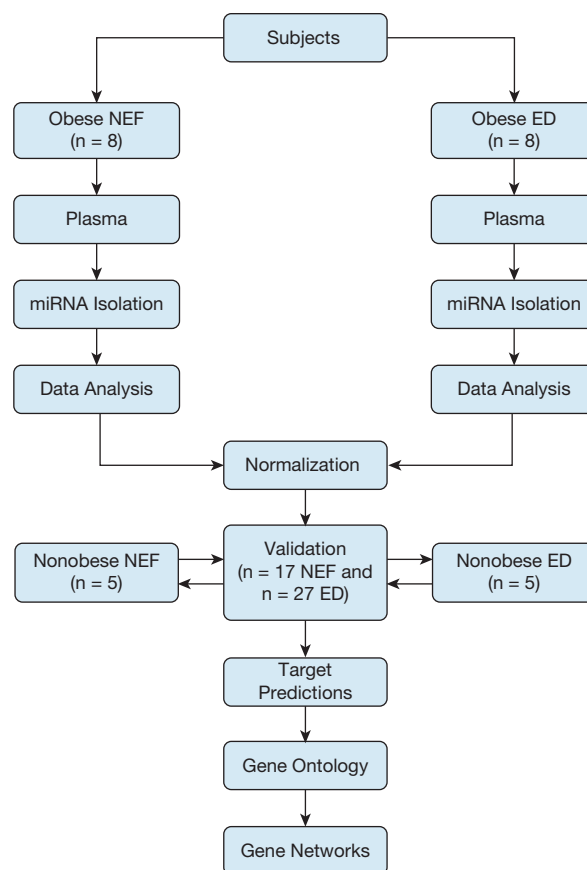 Subjects
Obese NEF
(n = 8)
Obese ED
(n = 8)
Plasma
Plasma
miRNA Isolation
miRNA Isolation
Data Analysis
Data Analysis
Normalization
Nonobese NEF
(n = 5)
Validation
(n = 17 NEF and
n = 27 ED)
Nonobese ED
(n = 5)
Target
Predictions
Gene Ontology
Gene Networks